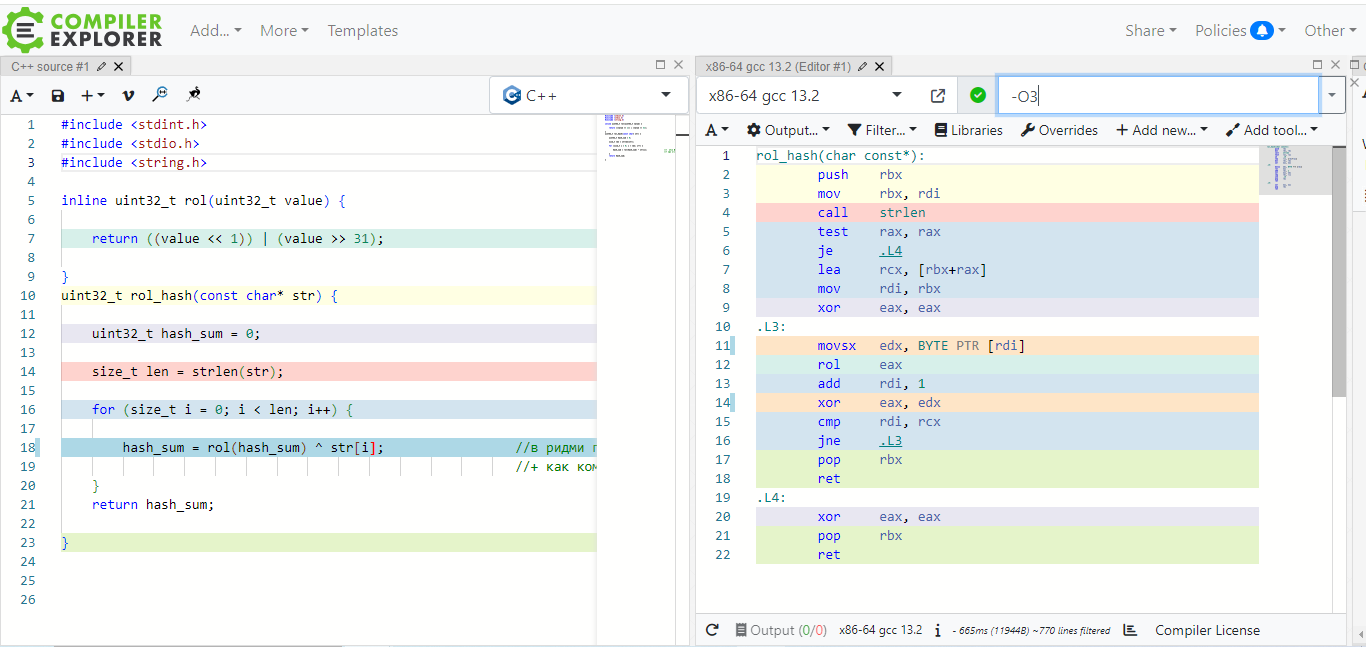 COMPILER
EXPLORER
Add...
More
Templates
Share
Policies
Other
C++ source #1
A
C++
1 #include <stdint.h>
2 #include <stdio.h>
3 #include <string.h>
4
5 inline uint32_t rol(uint32_t value) {
6
7 return ((value << 1)) | (value >> 31);
8
9 }
10 uint32_t rol_hash(const char* str) {
11
12 uint32_t hash_sum = 0;
13
14 size_t len = strlen(str);
15
16 for (size_t i = 0; i < len; i++) {
17
18 hash_sum = rol(hash_sum) ^ str[i]; //в ридми
19 //+ как
20 }
21 return hash_sum;
22
23 }
24
25
26
x86-64 gcc 13.2 (Editor #1)
x86-64 gcc 13.2
-O3
A
Output...
Filter...
Libraries
Overrides
+ Add new...
Add tool...
1 rol_hash(char const*):
2 push rbx
3 mov rbx, rdi
4 call strlen
5 test rax, rax
6 je .L4
7 lea rcx, [rbx+rax]
8 mov rdi, rbx
9 xor eax, eax
10 .L3:
11 movsx edx, BYTE PTR [rdi]
12 rol eax
13 add rdi, 1
14 xor eax, edx
15 cmp rdi, rcx
16 jne .L3
17 pop rbx
18 ret
19 .L4:
20 xor eax, eax
21 pop rbx
22 ret
Output (0/0) x86-64 gcc 13.2 i - 665ms (11944B) ~770 lines filtered Compiler License